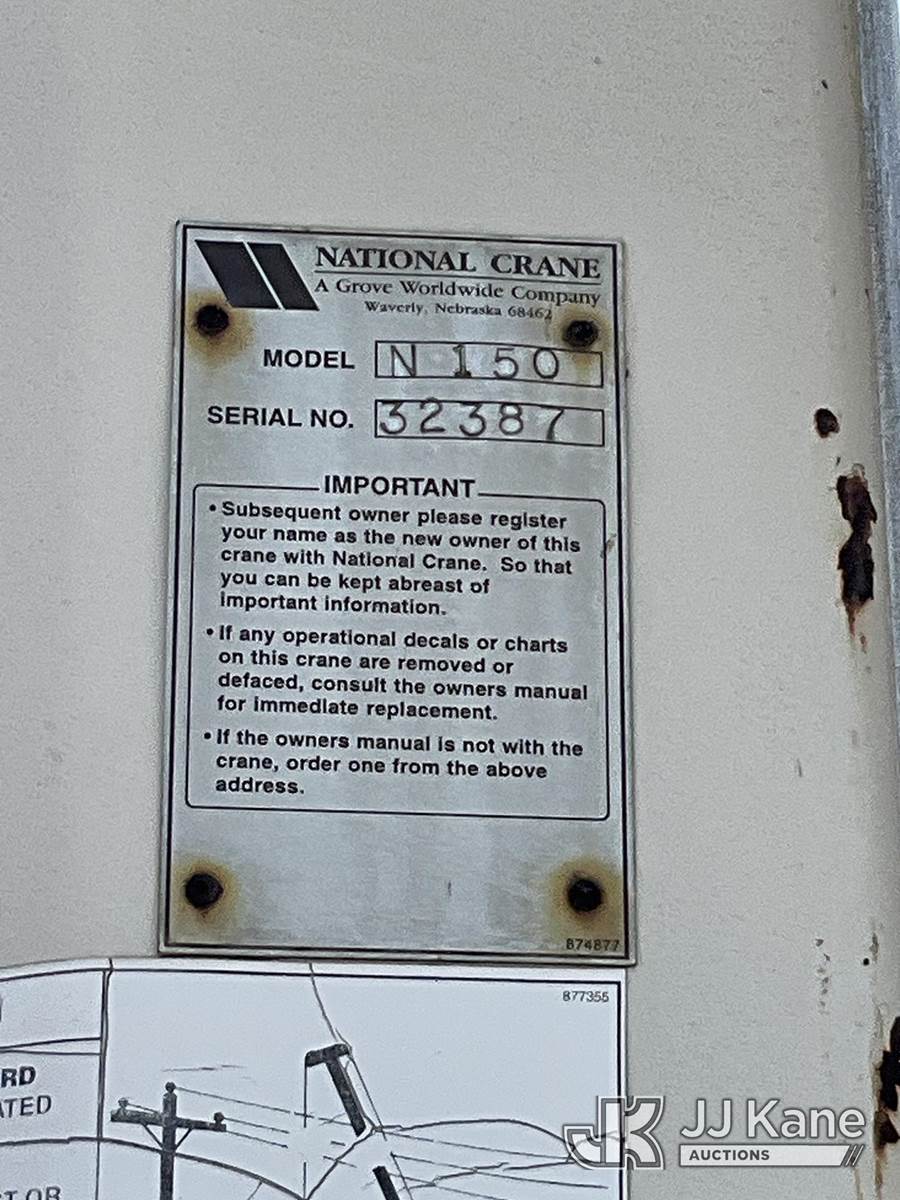 NATIONAL CRANE
A Grove Worldwide Company
Waverly, Nebraska 68462
MODEL N 150
SERIAL NO. 32387
IMPORTANT
• Subsequent owner please register
your name as the new owner of this
crane with National Crane. So that
you can be kept abreast of
important information.
• If any operational decals or charts
on this crane are removed or
defaced, consult the owners manual
for immediate replacement.
• If the owners manual is not with the
crane, order one from the above
address.
874877
877355
RD
ATED
T OR
JK JJ Kane
AUCTIONS